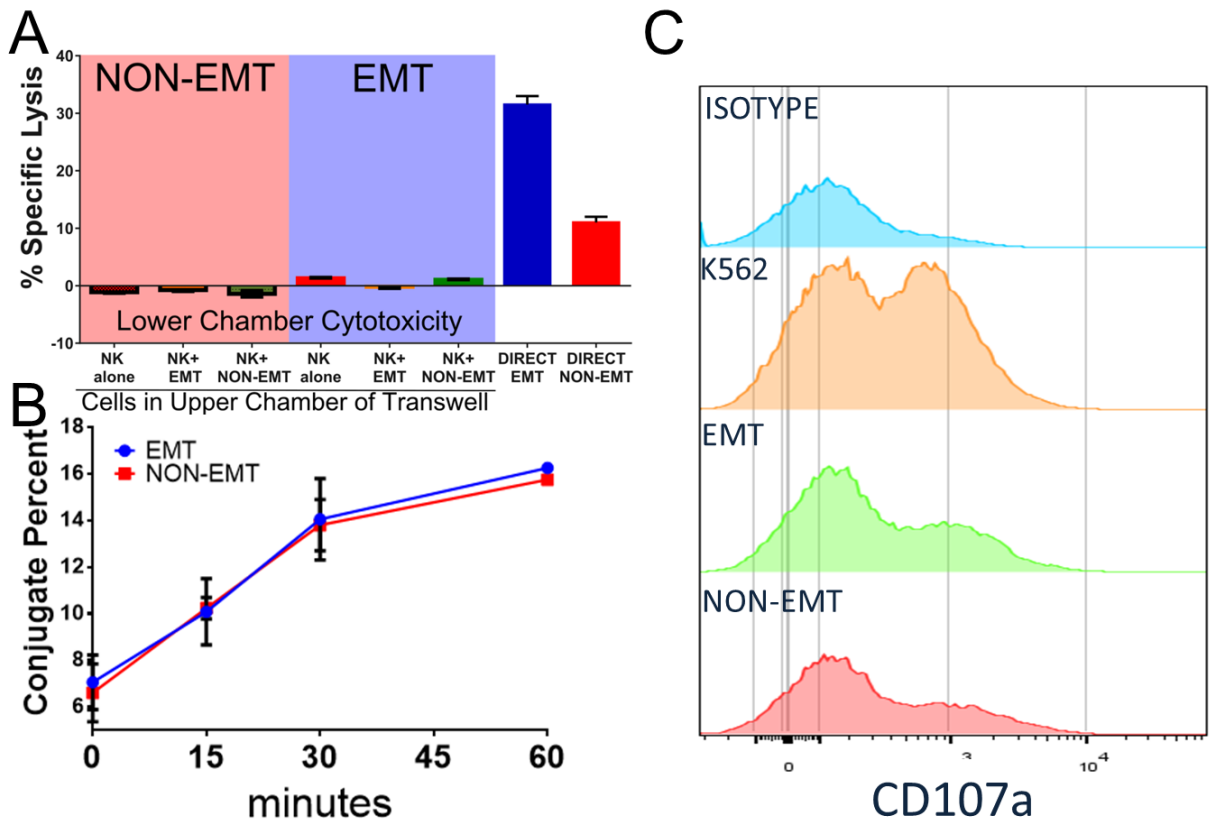 A
% Specific Lysis
40
30
20
10
0
-10
NON-EMT
EMT
Lower Chamber Cytotoxicity
NK alone
NK+ EMT
NK+ NON-EMT
NK alone
NK+ EMT
NK+ NON-EMT
DIRECT EMT
DIRECT NON-EMT
Cells in Upper Chamber of Transwell
B
Conjugate Percent
18
16
14
12
10
8
6
EMT
NON-EMT
0
15
30
45
60
minutes
C
ISOTYPE
K562
EMT
NON-EMT
0
3
10^4
CD107a